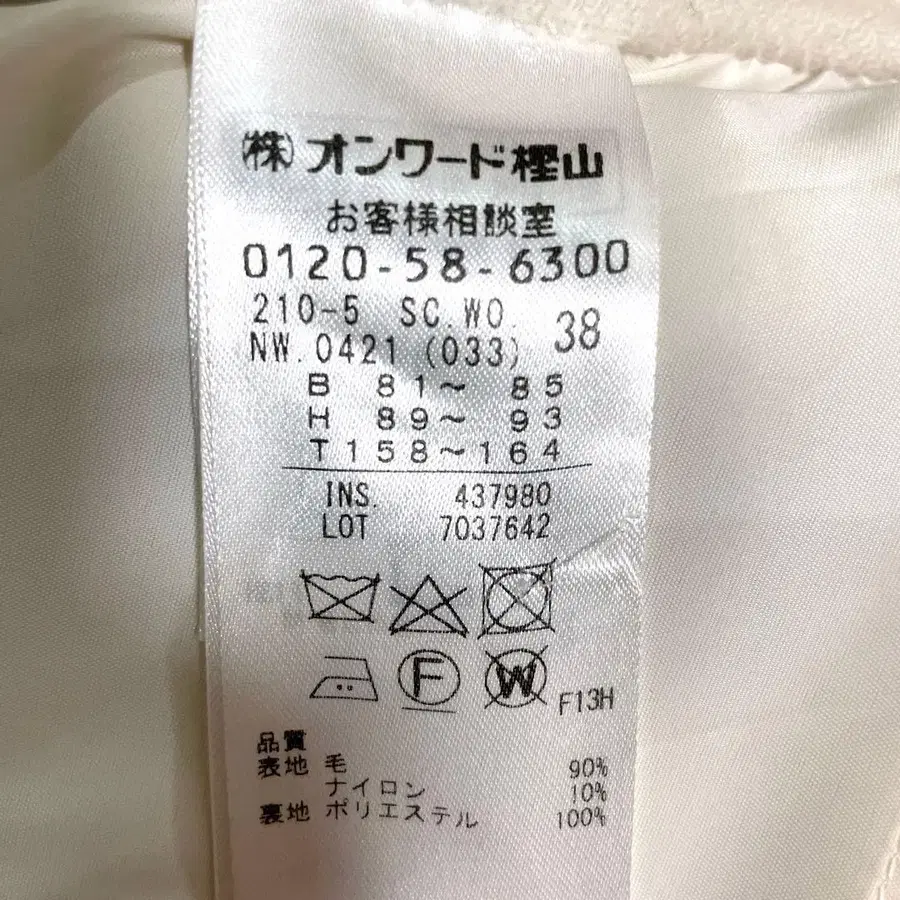 ㈱オンワード樫山
お客様相談室
0120-58-6300
210-5 SC.WO. 38
NW.0421 (033)
B 81～ 85
H 89～ 93
T158～164
INS. 437980
LOT 7037642
F W F13H
品質
表地 毛 90%
ナイロン 10%
裏地 ポリエステル 100%